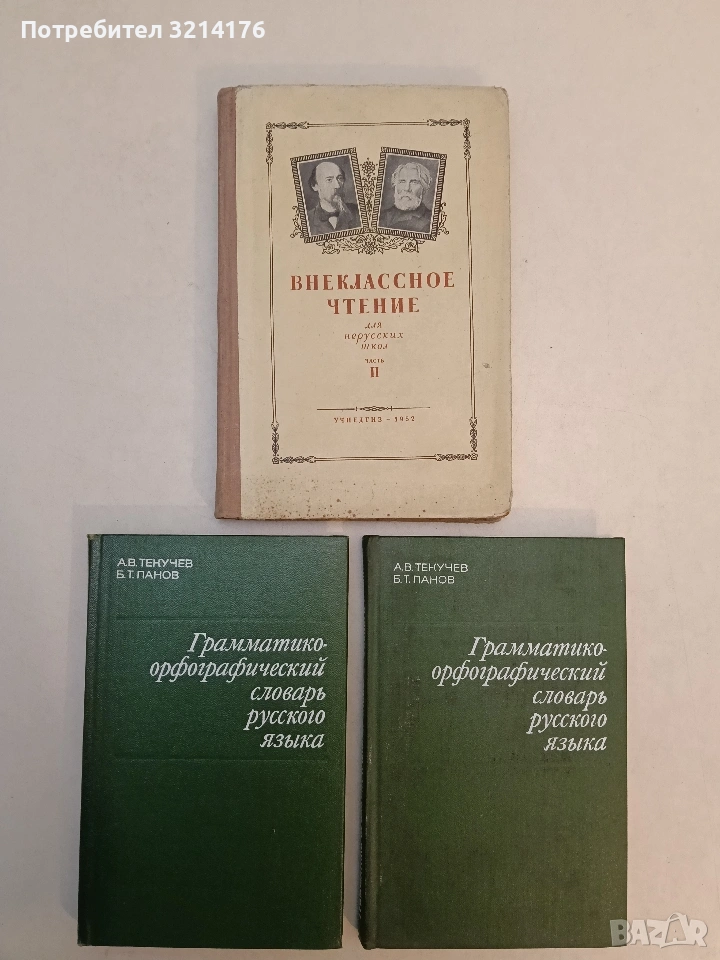 Потребител 3214176
ВНЕКЛАССНОЕ
ЧТЕНИЕ
для
нерусских
школ
ЧАСТЬ
II
УЧПЕДГИЗ - 1952
А.В. ТЕКУЧЕВ
Б.Т. ПАНОВ
Грамматико-
орфографический
словарь
русского
языка
А.В. ТЕКУЧЕВ
Б.Т. ПАНОВ
Грамматико-
орфографический
словарь
русского
языка
BAZAR